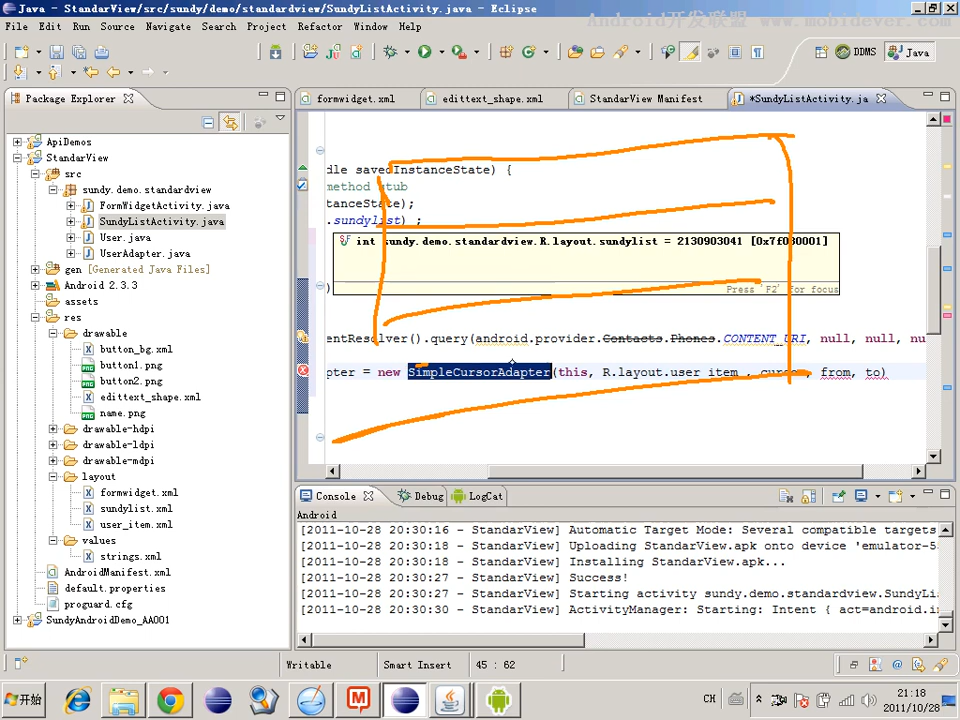 Java - StandarView/src/sundy/demo/standardview/SundyListActivity.java - Eclipse
Android开发联盟 www.mobidever.com
File Edit Run Source Navigate Search Project Refactor Window Help
DDMS Java
Package Explorer
formwidget.xml edittext_shape.xml StandarView Manifest *SundyListActivity.ja
ApiDemos
StandarView
src
sundy.demo.standardview
FormWidgetActivity.java
SundyListActivity.java
User.java
UserAdapter.java
gen [Generated Java Files]
Android 2.3.3
assets
res
drawable
button_bg.xml
button1.png
button2.png
edittext_shape.xml
name.png
drawable-hdpi
drawable-ldpi
drawable-mdpi
layout
formwidget.xml
sundylist.xml
user_item.xml
values
strings.xml
AndroidManifest.xml
default.properties
proguard.cfg
SundyAndroidDemo_AA001
dle savedInstanceState) {
method stub
tanceState);
.sundylist) ;
int sundy.demo.standardview.R.layout.sundylist = 2130903041 [0x7f030001]
Press 'F2' for focus
)
entResolver().query(android.provider.Contacts.Phones.CONTENT_URI, null, null, nu
pter = new SimpleCursorAdapter(this, R.layout.user_item , cursor, from, to)
Console Debug LogCat
Android
[2011-10-28 20:30:16 - StandarView] Automatic Target Mode: Several compatible targets
[2011-10-28 20:30:18 - StandarView] Uploading StandarView.apk onto device 'emulator-5
[2011-10-28 20:30:18 - StandarView] Installing StandarView.apk...
[2011-10-28 20:30:27 - StandarView] Success!
[2011-10-28 20:30:27 - StandarView] Starting activity sundy.demo.standardview.SundyLi
[2011-10-28 20:30:30 - StandarView] ActivityManager: Starting: Intent { act=android.i
Writable Smart Insert 45 : 62
开始
CH
21:18
2011/10/28